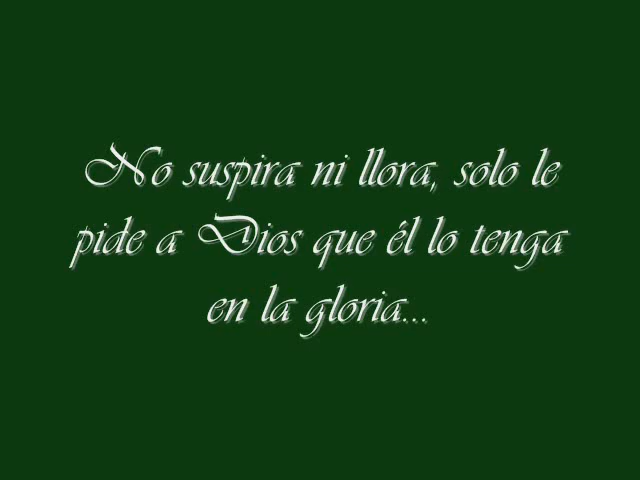 No suspira ni llora, solo le
pide a Dios que él lo tenga
en la gloria...